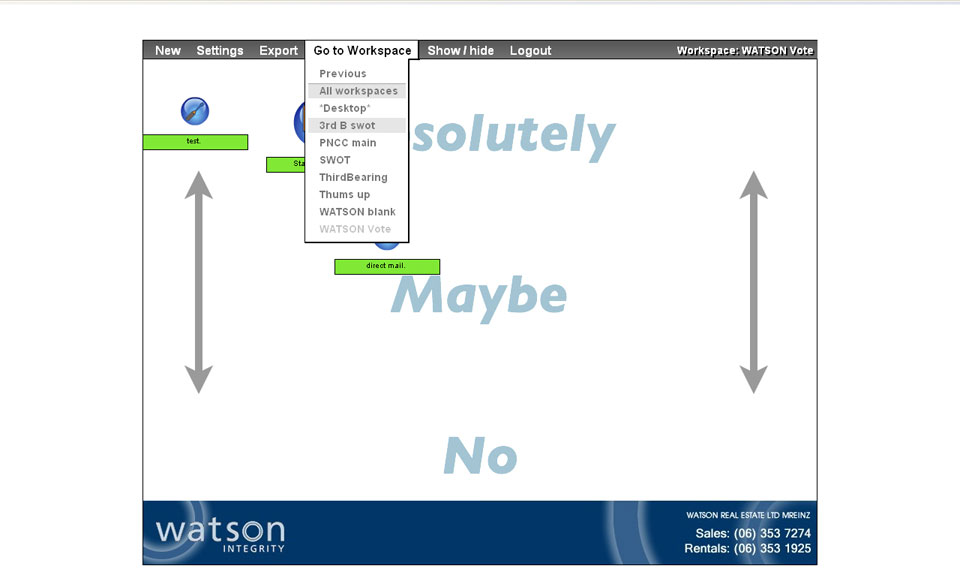 New Settings Export Go to Workspace Show / hide Logout Workspace: WATSON Vote
Previous
All workspaces
*Desktop*
3rd B swot
PNCC main
SWOT
ThirdBearing
Thums up
WATSON blank
WATSON Vote
test.
solutely
direct mail.
Maybe
No
watson
INTEGRITY
WATSON REAL ESTATE LTD MREINZ
Sales: (06) 353 7274
Rentals: (06) 353 1925